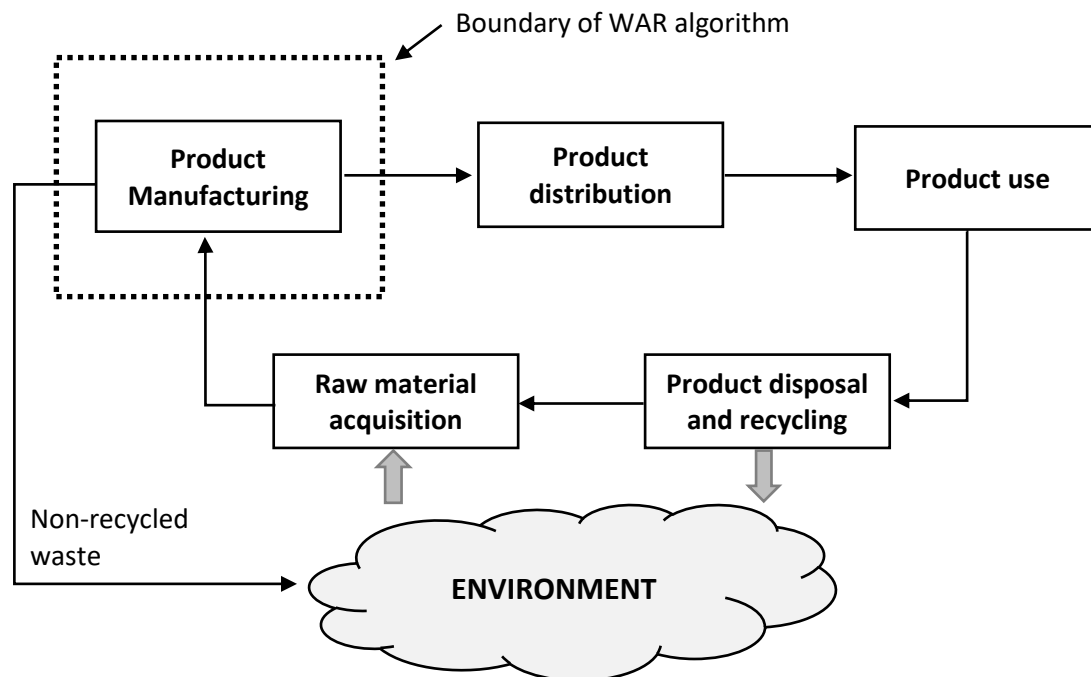 Boundary of WAR algorithm
Product
Manufacturing
Product
distribution
Product use
Raw material
acquisition
Product disposal
and recycling
Non-recycled
waste
ENVIRONMENT